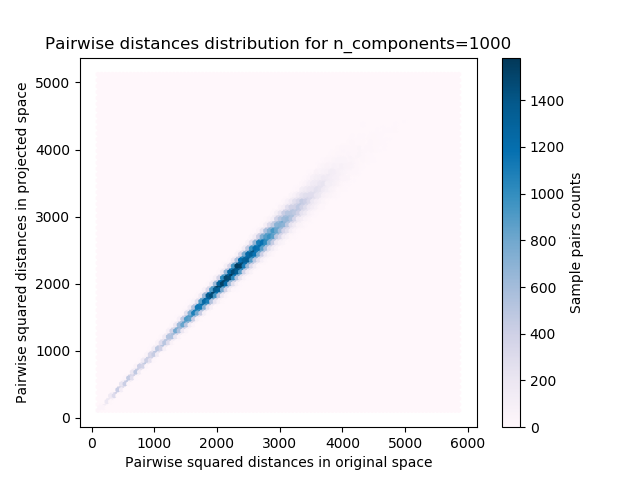 Pairwise distances distribution for n_components=1000
Pairwise squared distances in projected space
5000
4000
3000
2000
1000
0
0 1000 2000 3000 4000 5000 6000
Pairwise squared distances in original space
1400
1200
1000
800
600
400
200
0
Sample pairs counts